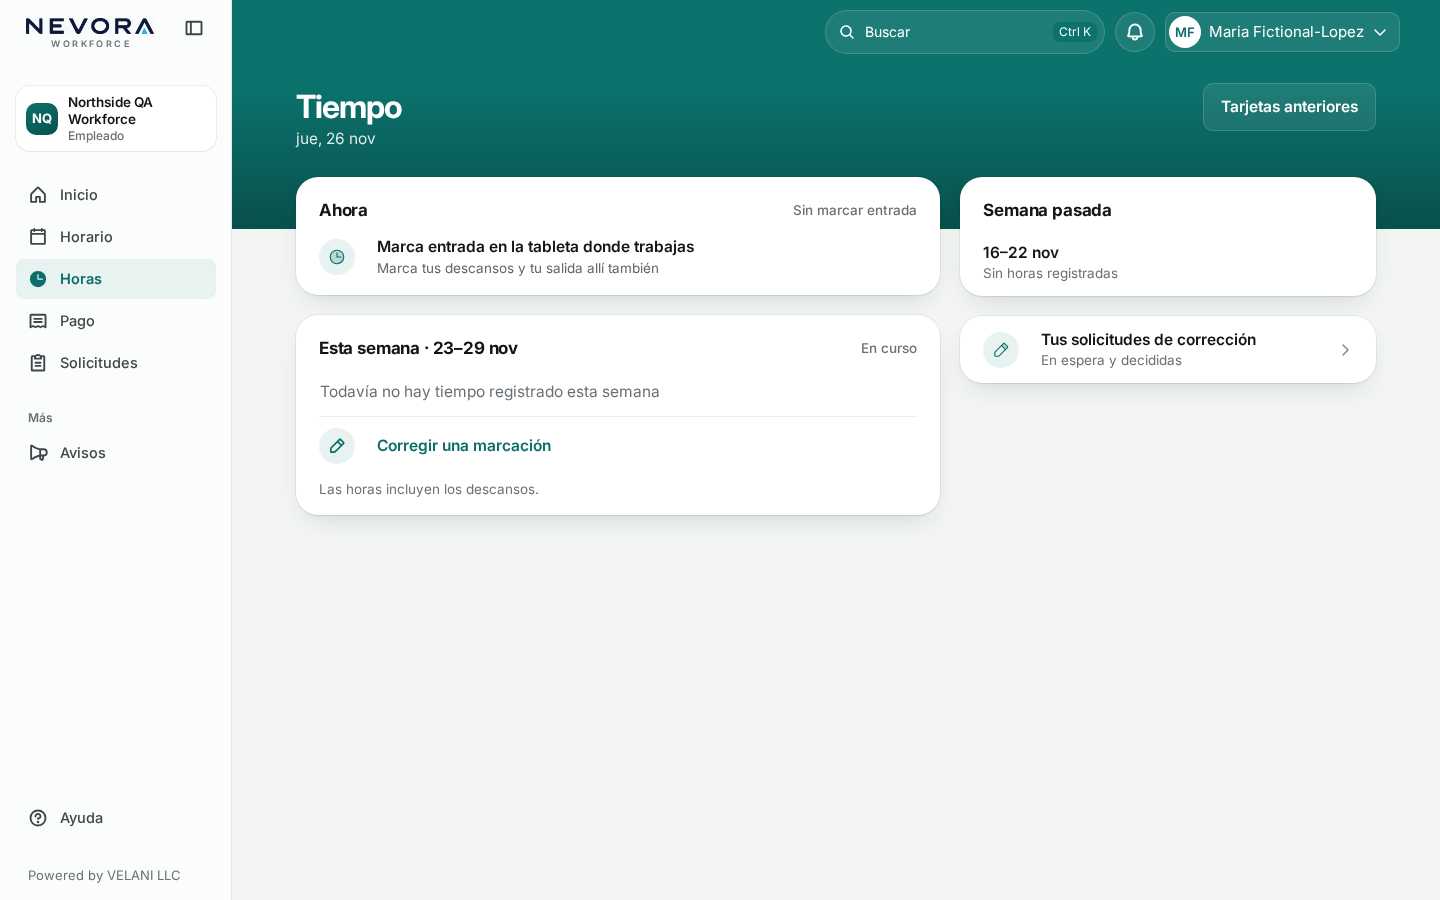 NEVORA
WORKFORCE
Buscar
Ctrl K
MF
Maria Fictional-Lopez
NQ
Northside QA
Workforce
Empleado
Inicio
Horario
Horas
Pago
Solicitudes
Más
Avisos
Ayuda
Powered by VELANI LLC
Tiempo
jue, 26 nov
Tarjetas anteriores
Ahora
Sin marcar entrada
Marca entrada en la tableta donde trabajas
Marca tus descansos y tu salida allí también
Esta semana · 23–29 nov
En curso
Todavía no hay tiempo registrado esta semana
Corregir una marcación
Las horas incluyen los descansos.
Semana pasada
16–22 nov
Sin horas registradas
Tus solicitudes de corrección
En espera y decididas